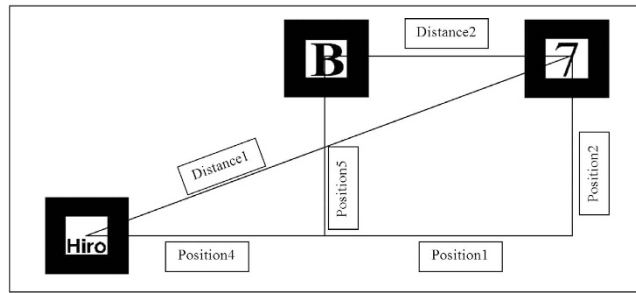 Distance2
B
7
Distance1
Position5
Position2
Hiro
Position4
Position1